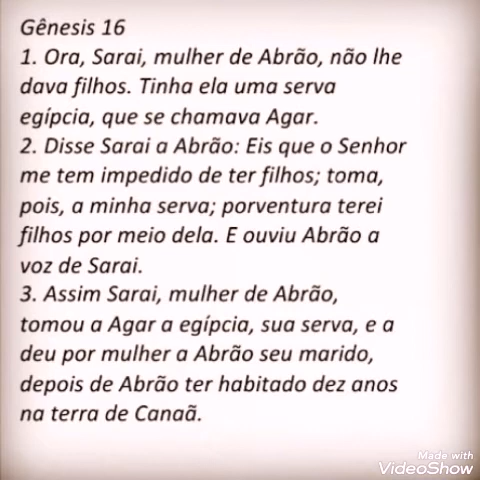 Gênesis 16
1. Ora, Sarai, mulher de Abrão, não lhe
dava filhos. Tinha ela uma serva
egípcia, que se chamava Agar.
2. Disse Sarai a Abrão: Eis que o Senhor
me tem impedido de ter filhos; toma,
pois, a minha serva; porventura terei
filhos por meio dela. E ouviu Abrão a
voz de Sarai.
3. Assim Sarai, mulher de Abrão,
tomou a Agar a egípcia, sua serva, e a
deu por mulher a Abrão seu marido,
depois de Abrão ter habitado dez anos
na terra de Canaã.
Made with
VideoShow